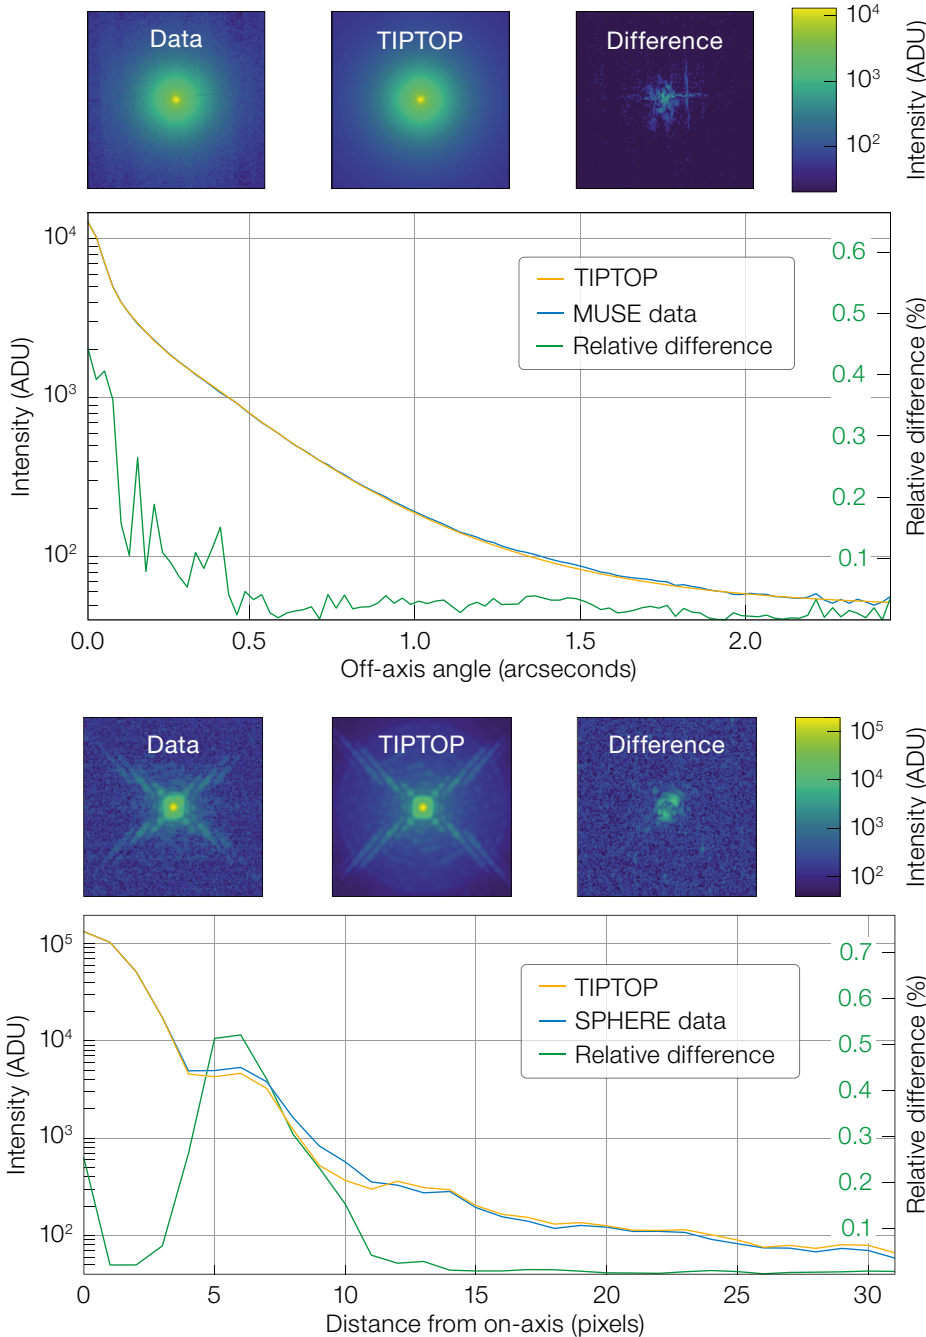 Data
TIPTOP
Difference
10⁴
10³
10²
Intensity (ADU)
10⁴
10³
10²
Intensity (ADU)
0.6
0.5
0.4
0.3
0.2
0.1
Relative difference (%)
TIPTOP
MUSE data
Relative difference
0.0 0.5 1.0 1.5 2.0
Off-axis angle (arcseconds)
Data
TIPTOP
Difference
10⁵
10⁴
10³
10²
Intensity (ADU)
10⁵
10⁴
10³
10²
Intensity (ADU)
0.7
0.6
0.5
0.4
0.3
0.2
0.1
Relative difference (%)
TIPTOP
SPHERE data
Relative difference
0 5 10 15 20 25 30
Distance from on-axis (pixels)